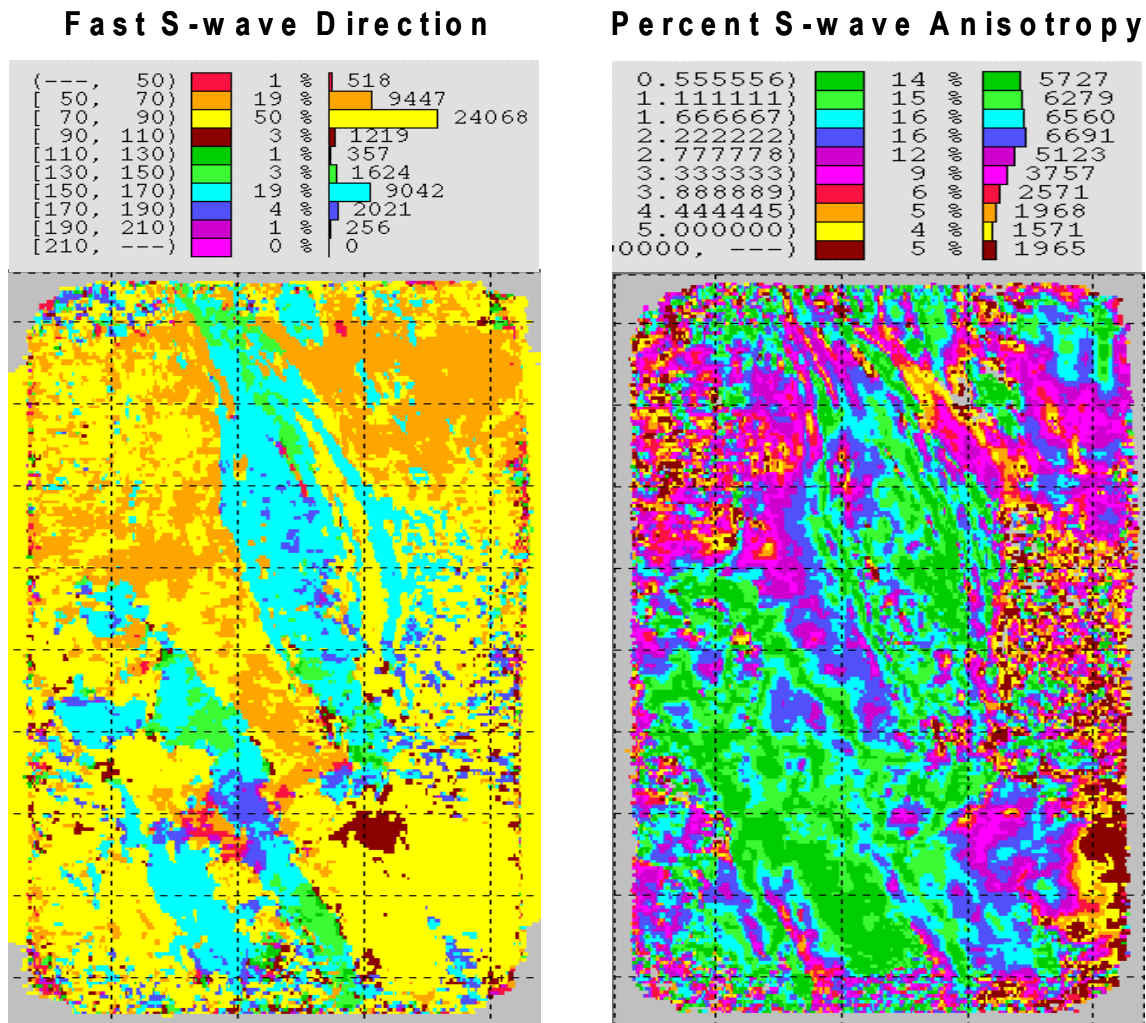 Fast S-wave Direction
(---, 50) 1 % 518
[ 50, 70) 19 % 9447
[ 70, 90) 50 % 24068
[ 90, 110) 3 % 1219
[110, 130) 1 % 357
[130, 150) 3 % 1624
[150, 170) 19 % 9042
[170, 190) 4 % 2021
[190, 210) 1 % 256
[210, ---) 0 % 0
Percent S-wave Anisotropy
0.555556) 14 % 5727
1.111111) 15 % 6279
1.666667) 16 % 6560
2.222222) 16 % 6691
2.777778) 12 % 5123
3.333333) 9 % 3757
3.888889) 6 % 2571
4.444445) 5 % 1968
5.000000) 4 % 1571
0000, ---) 5 % 1965